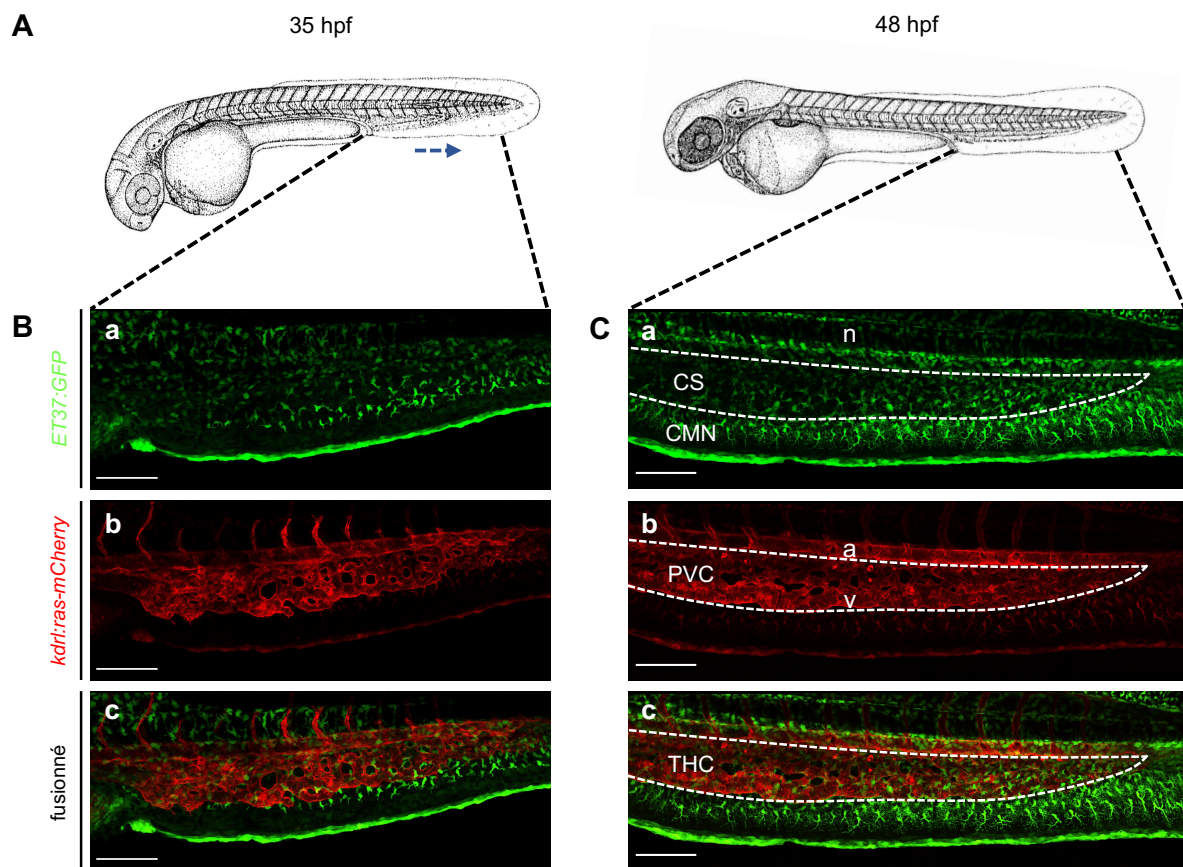 A
35 hpf
48 hpf
B
ET37:GFP
a
kdrl:ras-mCherry
b
fusionné
c
C
a
n
CS
CMN
b
a
PVC
v
c
THC